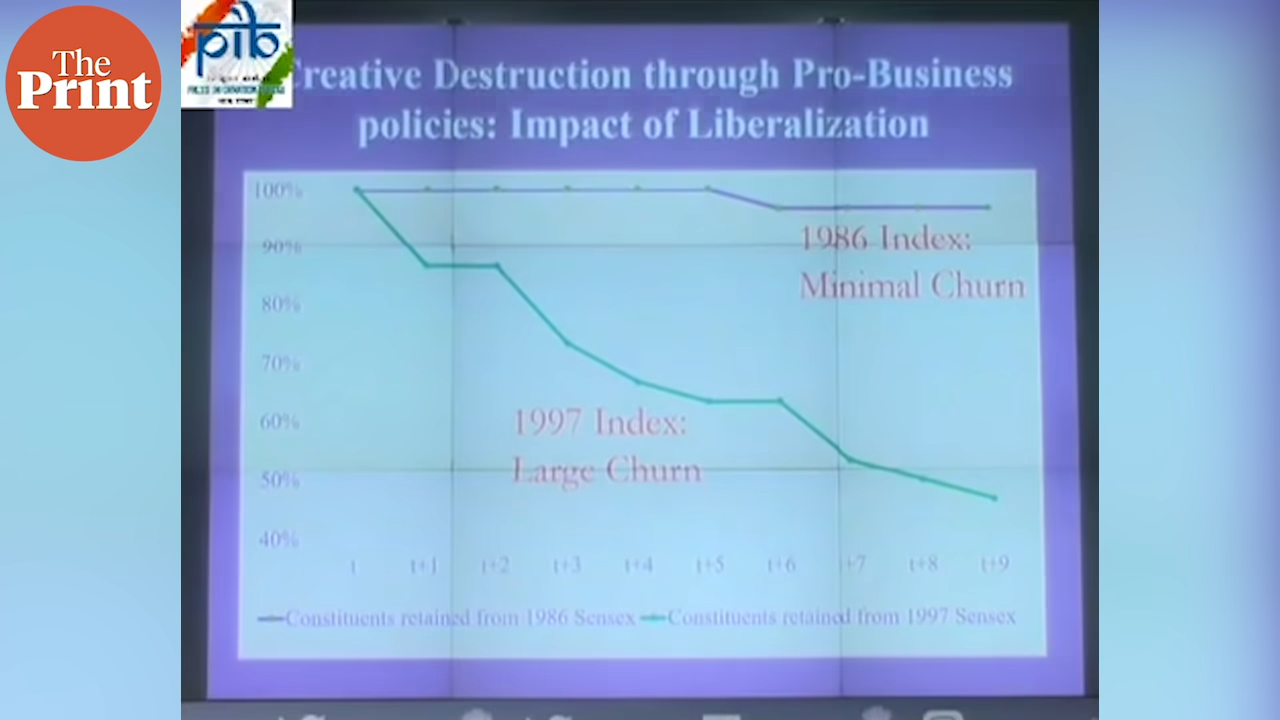 The
Print
pib
Creative Destruction through Pro-Business
policies: Impact of Liberalization
100%
90%
80%
70%
60%
50%
40%
1986 Index:
Minimal Churn
1997 Index:
Large Churn
t t+1 t+2 t+3 t+4 t+5 t+6 +7 t+8 t+9
Constituents retained from 1986 Sensex Constituents retained from 1997 Sensex